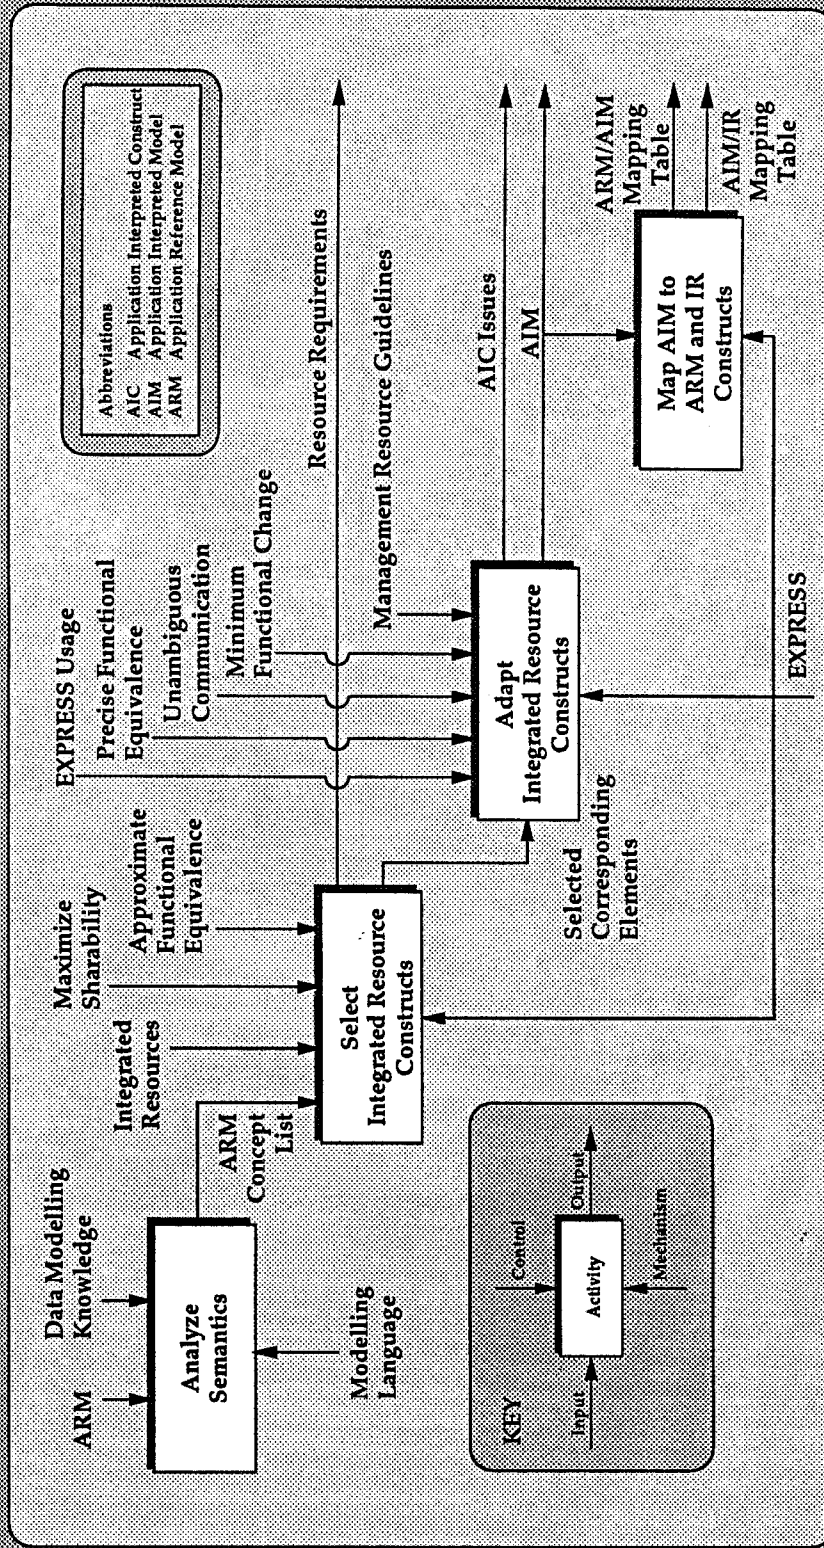 ARM
Data Modelling
Knowledge
Analyze
Semantics
Modelling
Language
ARM
Concept
List
Integrated
Resources
Maximize
Sharability
Approximate
Functional
Equivalence
Select
Integrated Resource
Constructs
EXPRESS Usage
Precise Functional
Equivalence
Unambiguous
Communication
Minimum
Functional Change
Management Resource Guidelines
Resource Requirements
Selected
Corresponding
Elements
Adapt
Integrated Resource
Constructs
AIC Issues
AIM
EXPRESS
Map AIM to
ARM and IR
Constructs
ARM/AIM
Mapping
Table
AIM/IR
Mapping
Table
Abbreviations
AIC Application Interpreted Construct
AIM Application Interpreted Model
ARM Application Reference Model
KEY
Input
Control
Activity
Output
Mechanism